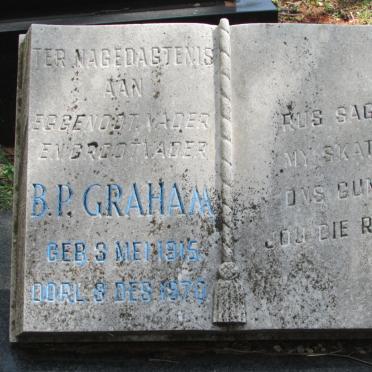 TER NAGEDAGTENIS
AAN
EGGENOOT, VADER
EN GROOTVADER
B.P. GRAHAM
GEB. 3 MEI 1915
OORL. 8 DES 1970
RUS SAG
MY SKAT
ONS GUN
JOU DIE R